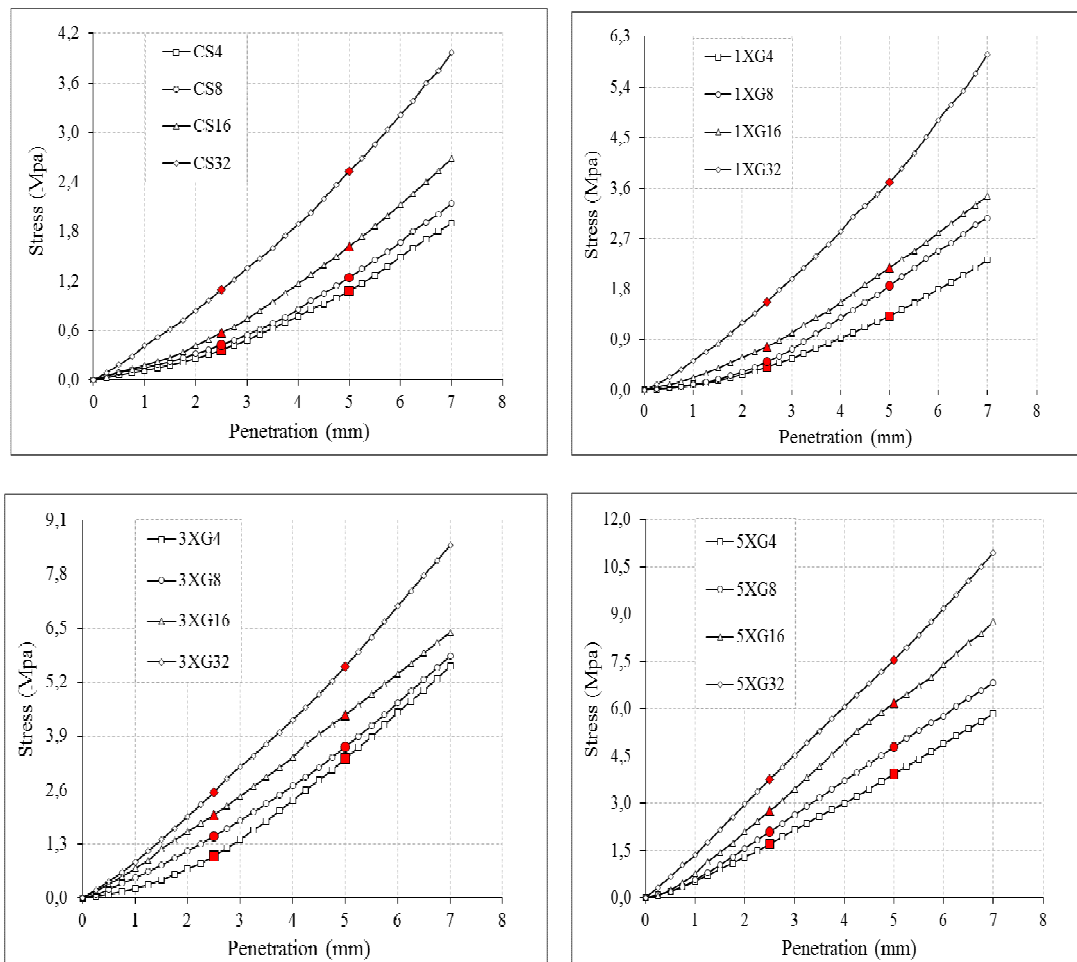 4,2
3,6
3,0
2,4
1,8
1,2
0,6
0,0
Stress (Mpa)
CS4
CS8
CS16
CS32
0 1 2 3 4 5 6 7 8
Penetration (mm)
6,3
5,4
4,5
3,6
2,7
1,8
0,9
0,0
Stress (Mpa)
1XG4
1XG8
1XG16
1XG32
0 1 2 3 4 5 6 7 8
Penetration (mm)
9,1
7,8
6,5
5,2
3,9
2,6
1,3
0,0
Stress (Mpa)
3XG4
3XG8
3XG16
3XG32
0 1 2 3 4 5 6 7 8
Penetration (mm)
12,0
10,5
9,0
7,5
6,0
4,5
3,0
1,5
0,0
Stress (Mpa)
5XG4
5XG8
5XG16
5XG32
0 1 2 3 4 5 6 7 8
Penetration (mm)